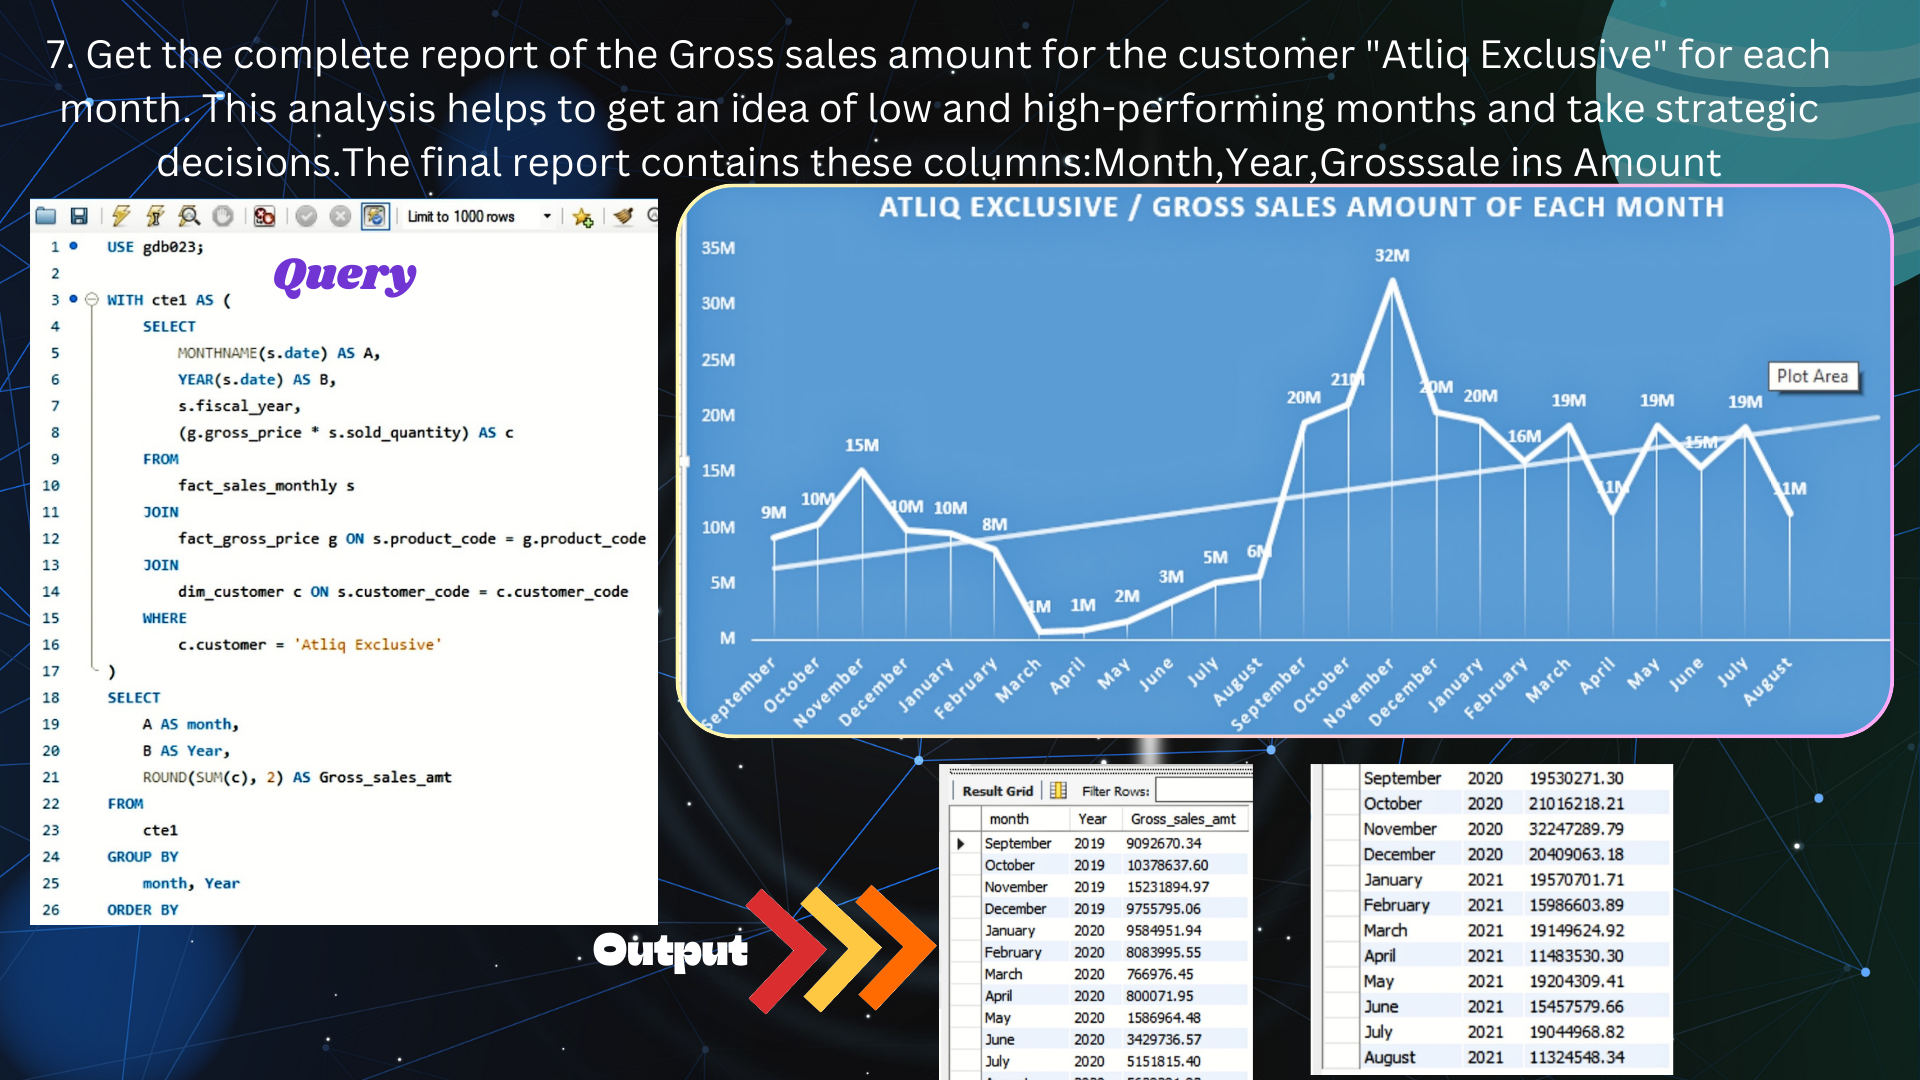 7. Get the complete report of the Gross sales amount for the customer "Atliq Exclusive" for each
month. This analysis helps to get an idea of low and high-performing months and take strategic
decisions.The final report contains these columns:Month,Year,Grosssale ins Amount
Limit to 1000 rows
Query
1 USE gdb023;
2
3 WITH cte1 AS (
4 SELECT
5 MONTHNAME(s.date) AS A,
6 YEAR(s.date) AS B,
7 s.fiscal_year,
8 (g.gross_price * s.sold_quantity) AS c
9 FROM
10 fact_sales_monthly s
11 JOIN
12 fact_gross_price g ON s.product_code = g.product_code
13 JOIN
14 dim_customer c ON s.customer_code = c.customer_code
15 WHERE
16 c.customer = 'Atliq Exclusive'
17 )
18 SELECT
19 A AS month,
20 B AS Year,
21 ROUND(SUM(c), 2) AS Gross_sales_amt
22 FROM
23 cte1
24 GROUP BY
25 month, Year
26 ORDER BY
ATLIQ EXCLUSIVE / GROSS SALES AMOUNT OF EACH MONTH
35M
30M
25M
20M
15M
10M
5M
M
9M 10M 15M 10M 10M 8M 1M 1M 2M 3M 5M 6M 20M 21M 32M 20M 20M 16M 19M 11M 19M 15M 19M 11M
Plot Area
September October November December January February March April May June July August September October November December January February March April May June July August
Output
Result Grid Filter Rows:
month Year Gross_sales_amt
September 2019 9092670.34
October 2019 10378637.60
November 2019 15231894.97
December 2019 9755795.06
January 2020 9584951.94
February 2020 8083995.55
March 2020 766976.45
April 2020 800071.95
May 2020 1586964.48
June 2020 3429736.57
July 2020 5151815.40
September 2020 19530271.30
October 2020 21016218.21
November 2020 32247289.79
December 2020 20409063.18
January 2021 19570701.71
February 2021 15986603.89
March 2021 19149624.92
April 2021 11483530.30
May 2021 19204309.41
June 2021 15457579.66
July 2021 19044968.82
August 2021 11324548.34